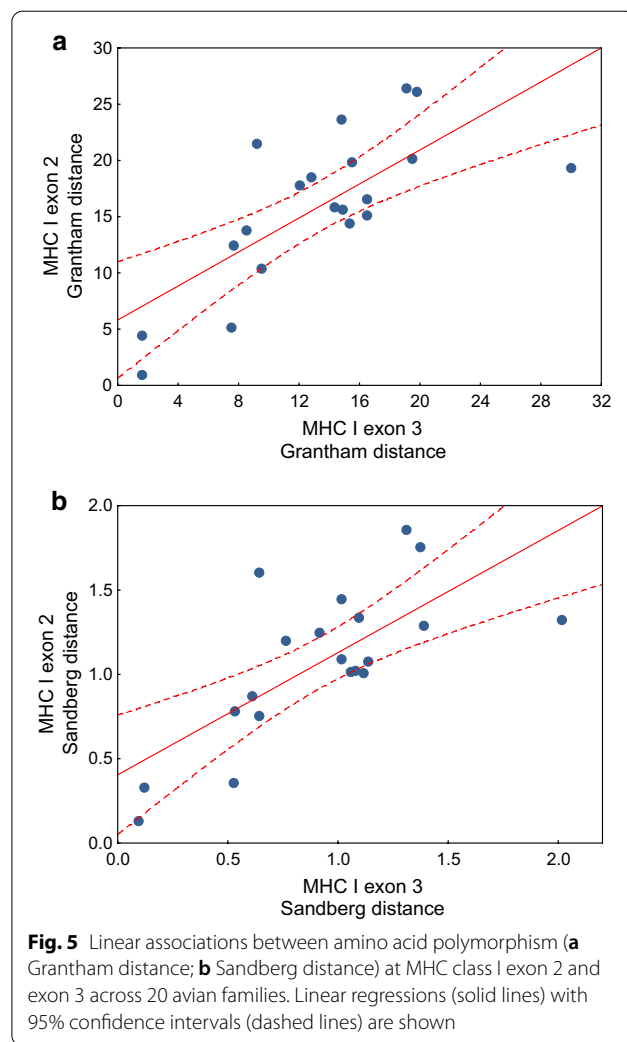 a
30
25
20
15
10
5
0
MHC I exon 2
Grantham distance
0 4 8 12 16 20 24 28 32
MHC I exon 3
Grantham distance
b
2.0
1.5
1.0
0.5
0.0
MHC I exon 2
Sandberg distance
0.0 0.5 1.0 1.5 2.0
MHC I exon 3
Sandberg distance
Fig. 5 Linear associations between amino acid polymorphism (a
Grantham distance; b Sandberg distance) at MHC class I exon 2 and
exon 3 across 20 avian families. Linear regressions (solid lines) with
95% confidence intervals (dashed lines) are shown